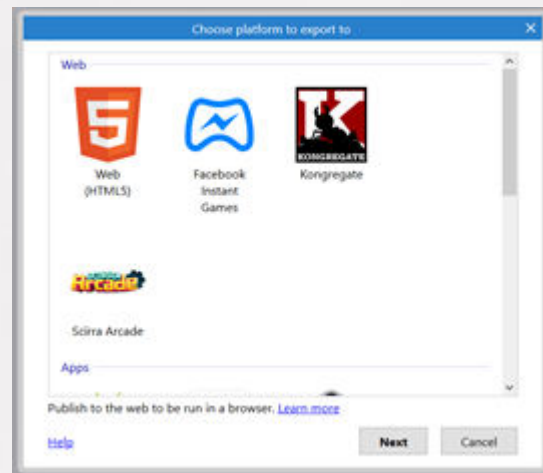 Choose platform to export to
Web
5
K
KONGREGATE
Web
(HTML5)
Facebook
Instant
Games
Kongregate
Arcade
Scirra Arcade
Apps
Publish to the web to be run in a browser. Learn more
Help
Next
Cancel